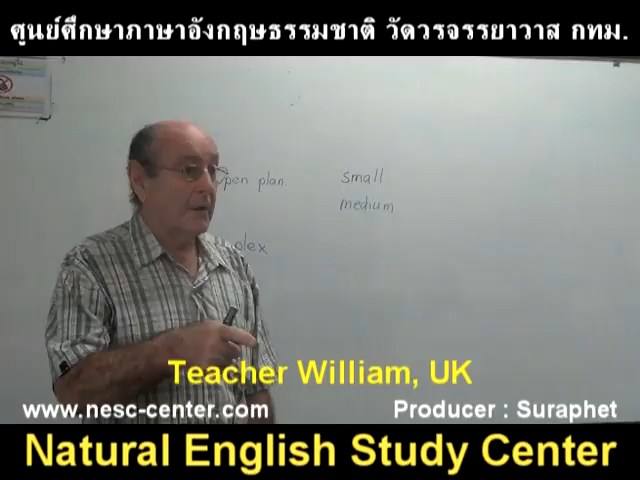 ศูนย์ศึกษาภาษาอังกฤษธรรมชาติ วัดวรจรรยาวาส กทม.
pen plan.
small
medium
plex
Teacher William, UK
www.nesc-center.com
Producer : Suraphet
Natural English Study Center